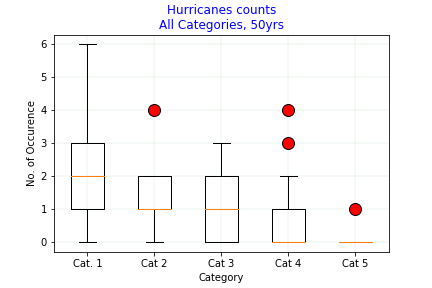 Hurricanes counts
All Categories, 50yrs
No. of Occurence
6
5
4
3
2
1
0
Cat. 1
Cat 2
Cat 3
Cat 4
Cat 5
Category